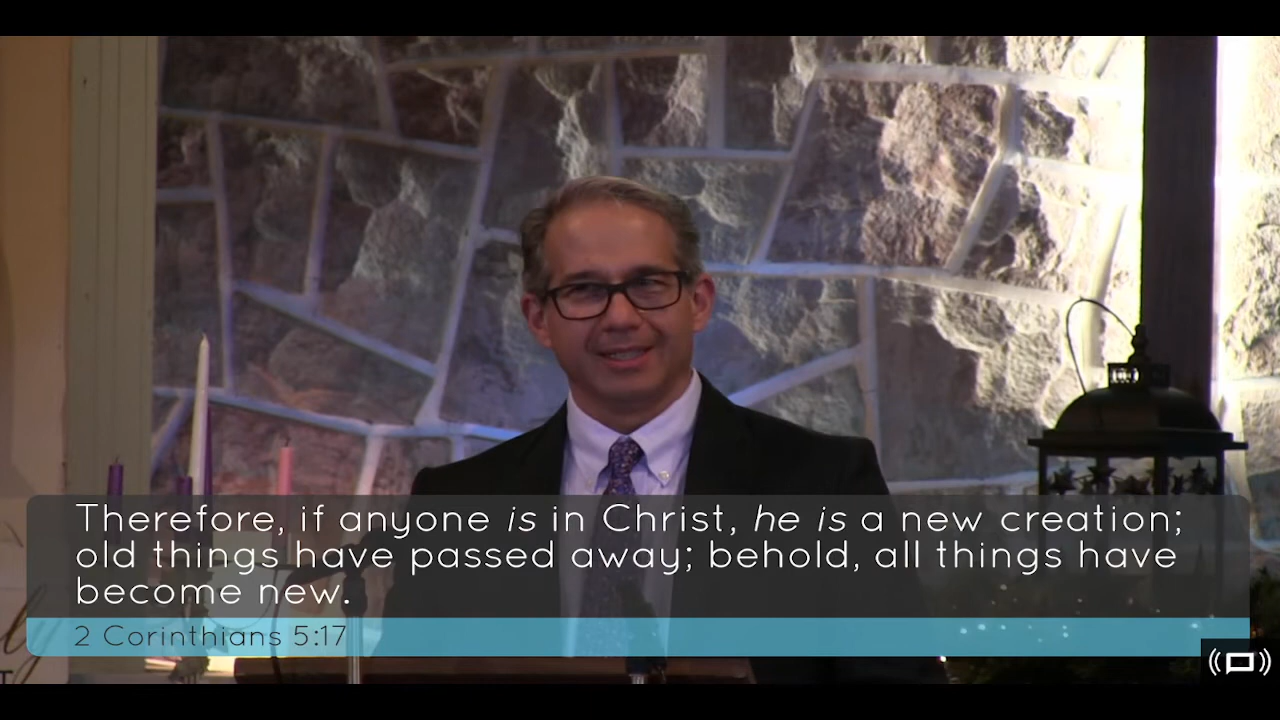 Therefore, if anyone is in Christ, he is a new creation;
old things have passed away; behold, all things have
become new.
2 Corinthians 5:17